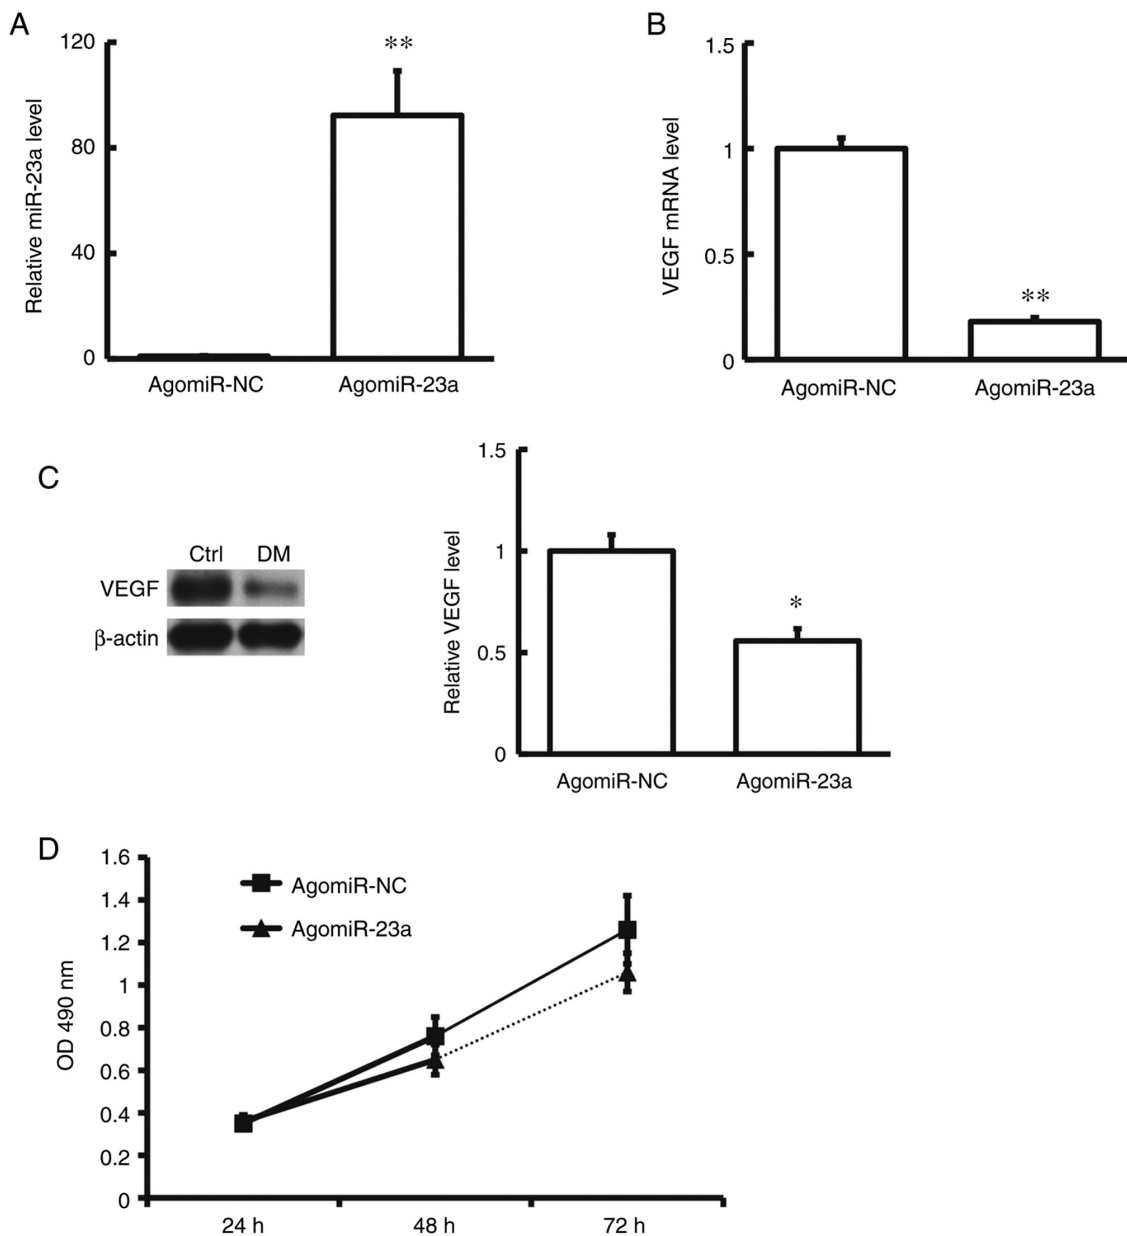 A
Relative miR-23a level
120
80
40
0
**
AgomiR-NC AgomiR-23a
B
VEGF mRNA level
1.5
1
0.5
0
**
AgomiR-NC AgomiR-23a
C
Ctrl DM
VEGF
β-actin
Relative VEGF level
1.5
1
0.5
0
*
AgomiR-NC AgomiR-23a
D
OD 490 nm
1.6
1.4
1.2
1
0.8
0.6
0.4
0.2
0
AgomiR-NC
AgomiR-23a
24 h 48 h 72 h